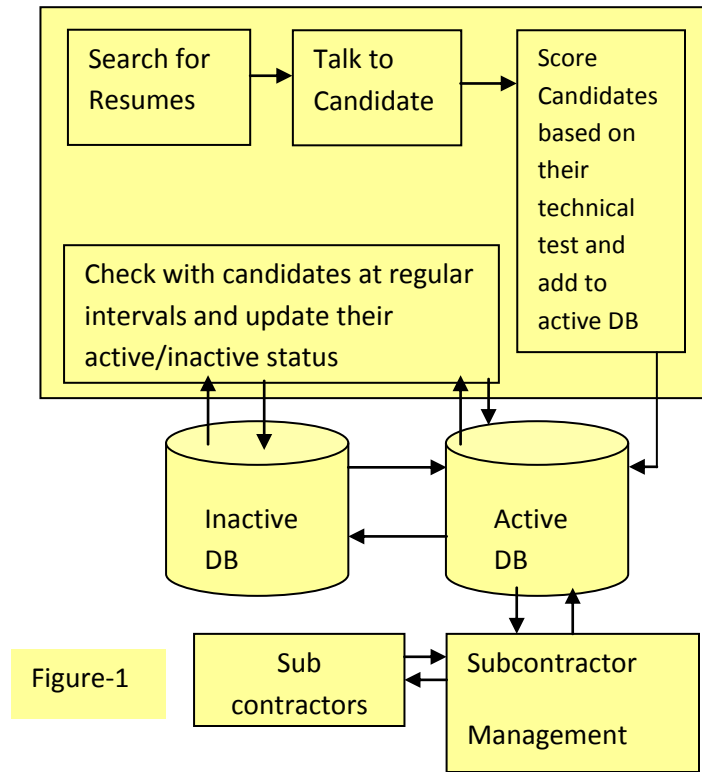 Search for
Resumes
Talk to
Candidate
Score
Candidates
based on
their
technical
test and
add to
active DB
Check with candidates at regular
intervals and update their
active/inactive status
Inactive
DB
Active
DB
Sub
contractors
Subcontractor
Management
Figure-1